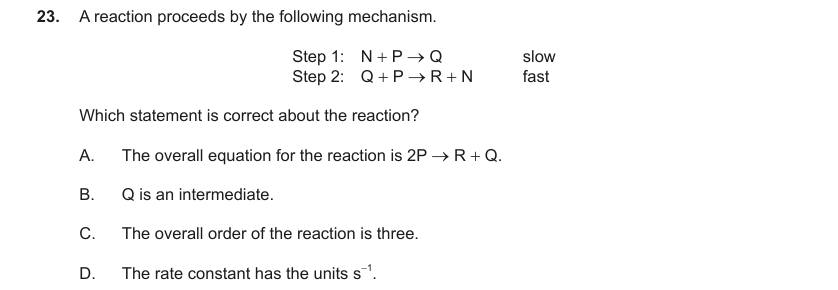 23. A reaction proceeds by the following mechanism.
Step 1: N + P → Q slow
Step 2: Q + P → R + N fast
Which statement is correct about the reaction?
A. The overall equation for the reaction is 2P → R + Q.
B. Q is an intermediate.
C. The overall order of the reaction is three.
D. The rate constant has the units s⁻¹.